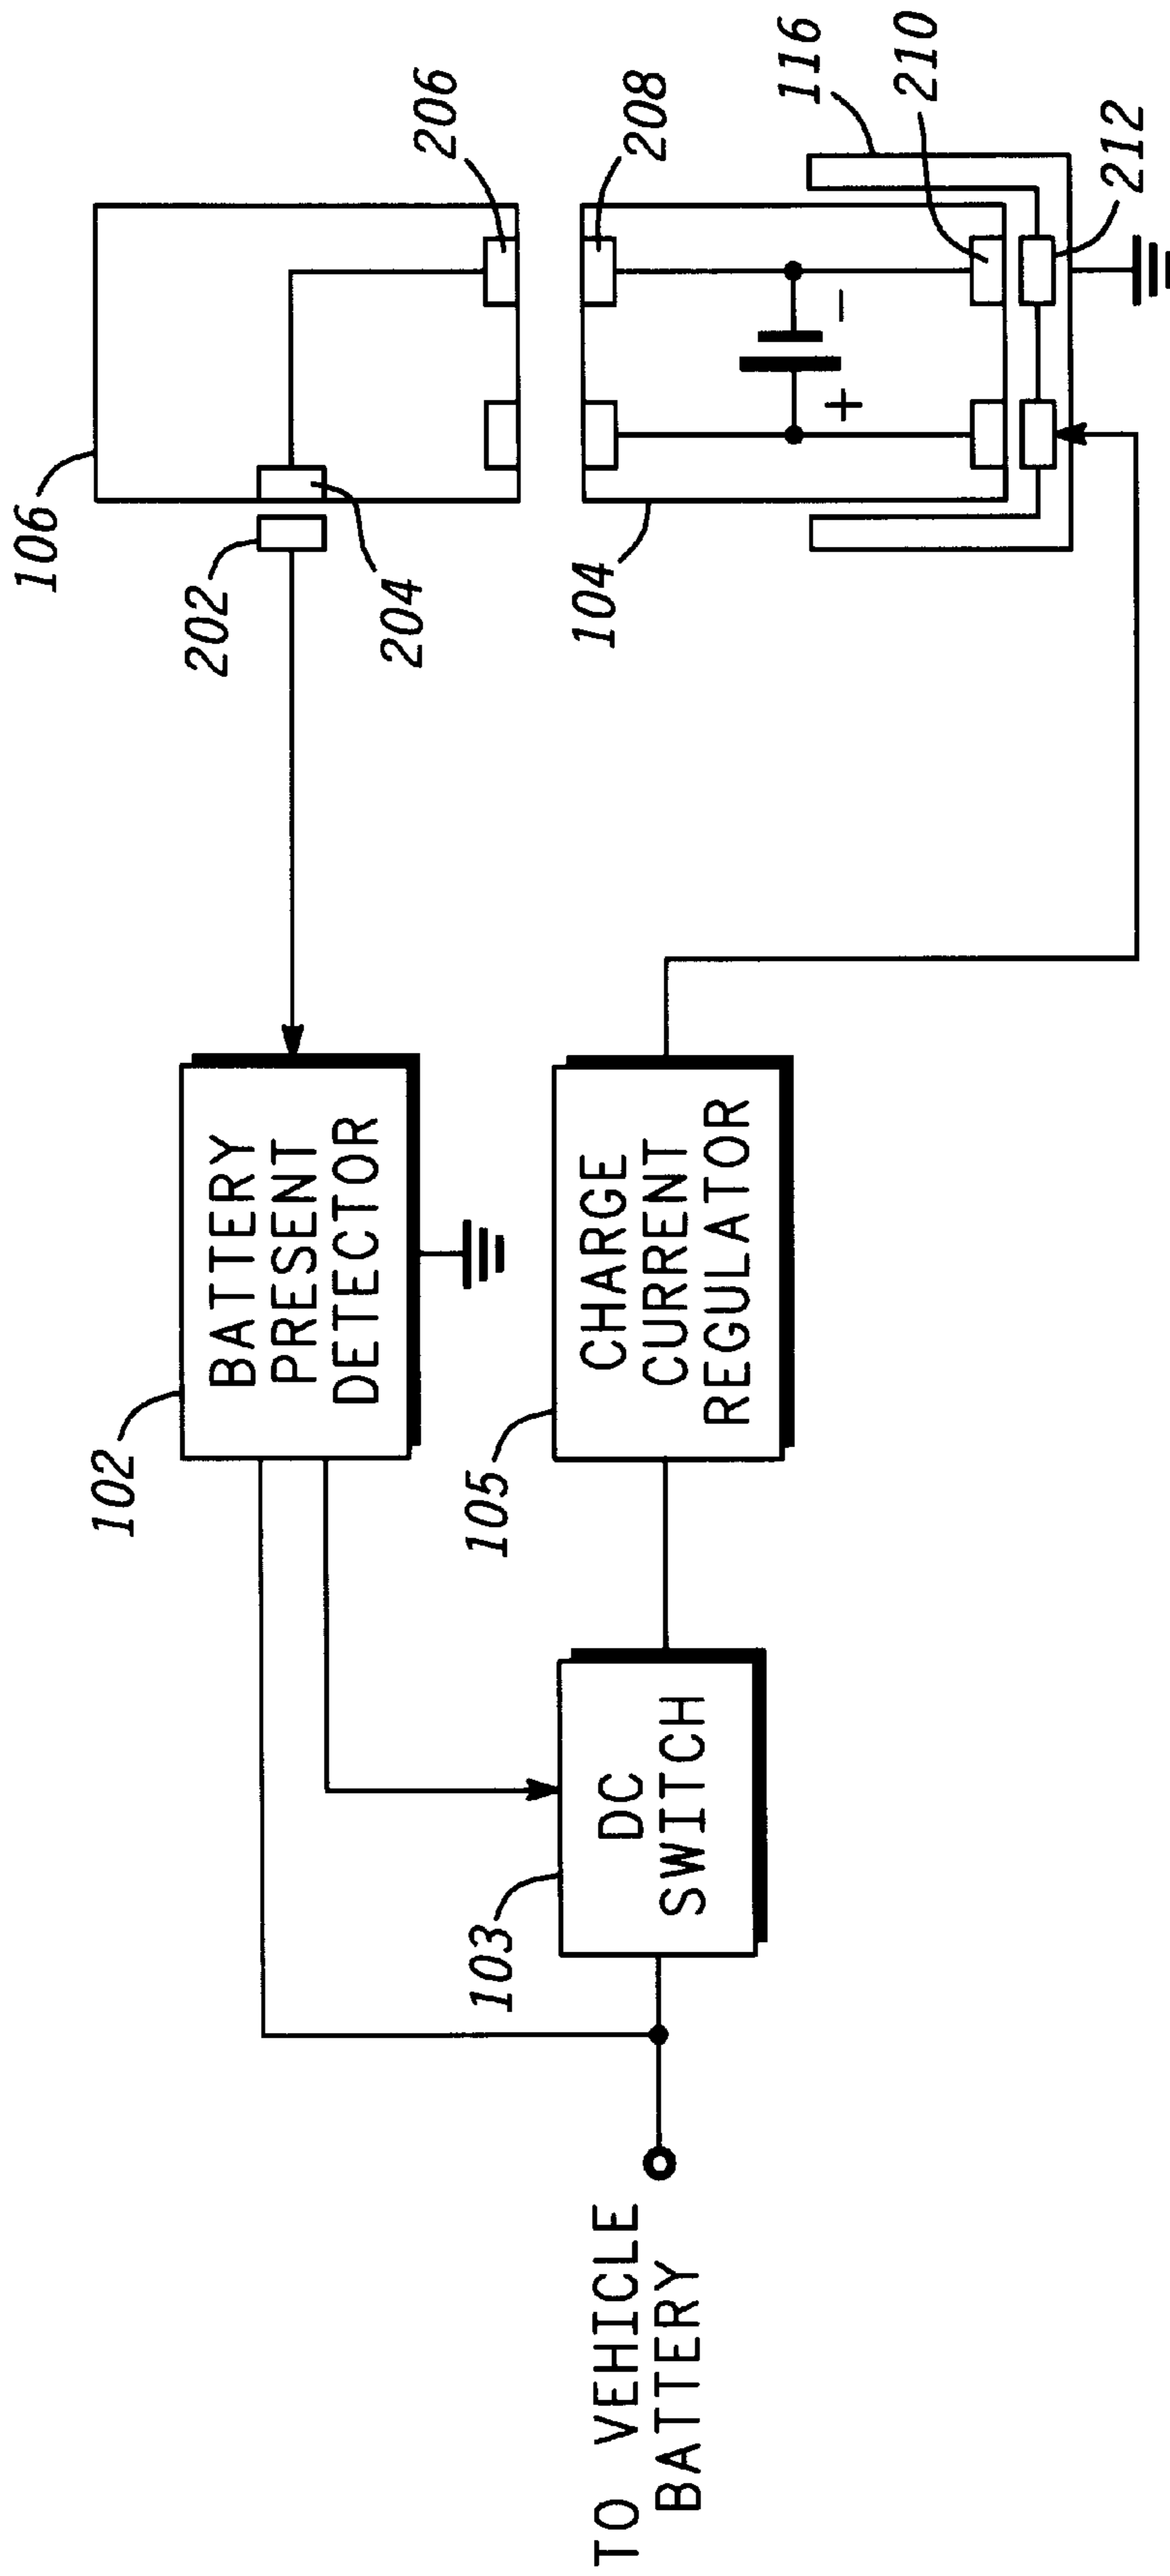 106
202
204
206
208
104
116
210
212
102
BATTERY
PRESENT
DETECTOR
105
CHARGE
CURRENT
REGULATOR
103
DC
SWITCH
TO VEHICLE
BATTERY
+
−